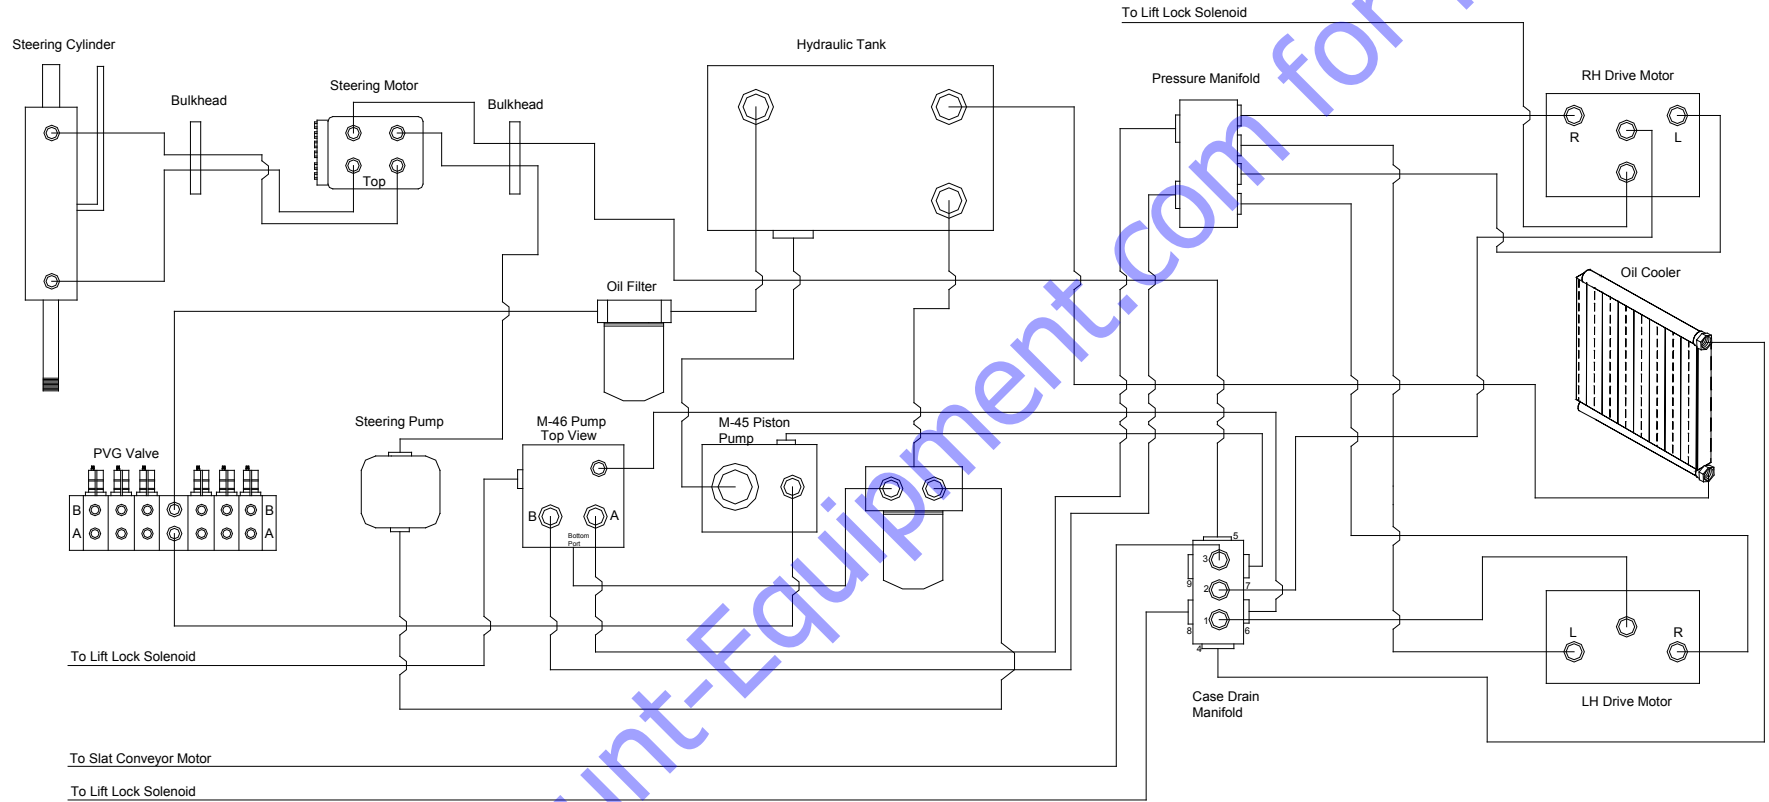 To Lift Lock Solenoid
Steering Cylinder
Hydraulic Tank
Pressure Manifold
RH Drive Motor
Steering Motor
Bulkhead
Bulkhead
R
L
Top
Oil Cooler
Oil Filter
Steering Pump
M-46 Pump
Top View
M-45 Piston
Pump
PVG Valve
B
B
A
A
B
A
Bottom
Port
5
3
9
2
7
1
8
6
4
L
R
To Lift Lock Solenoid
Case Drain
Manifold
LH Drive Motor
To Slat Conveyor Motor
To Lift Lock Solenoid
unt-Equipment.com for